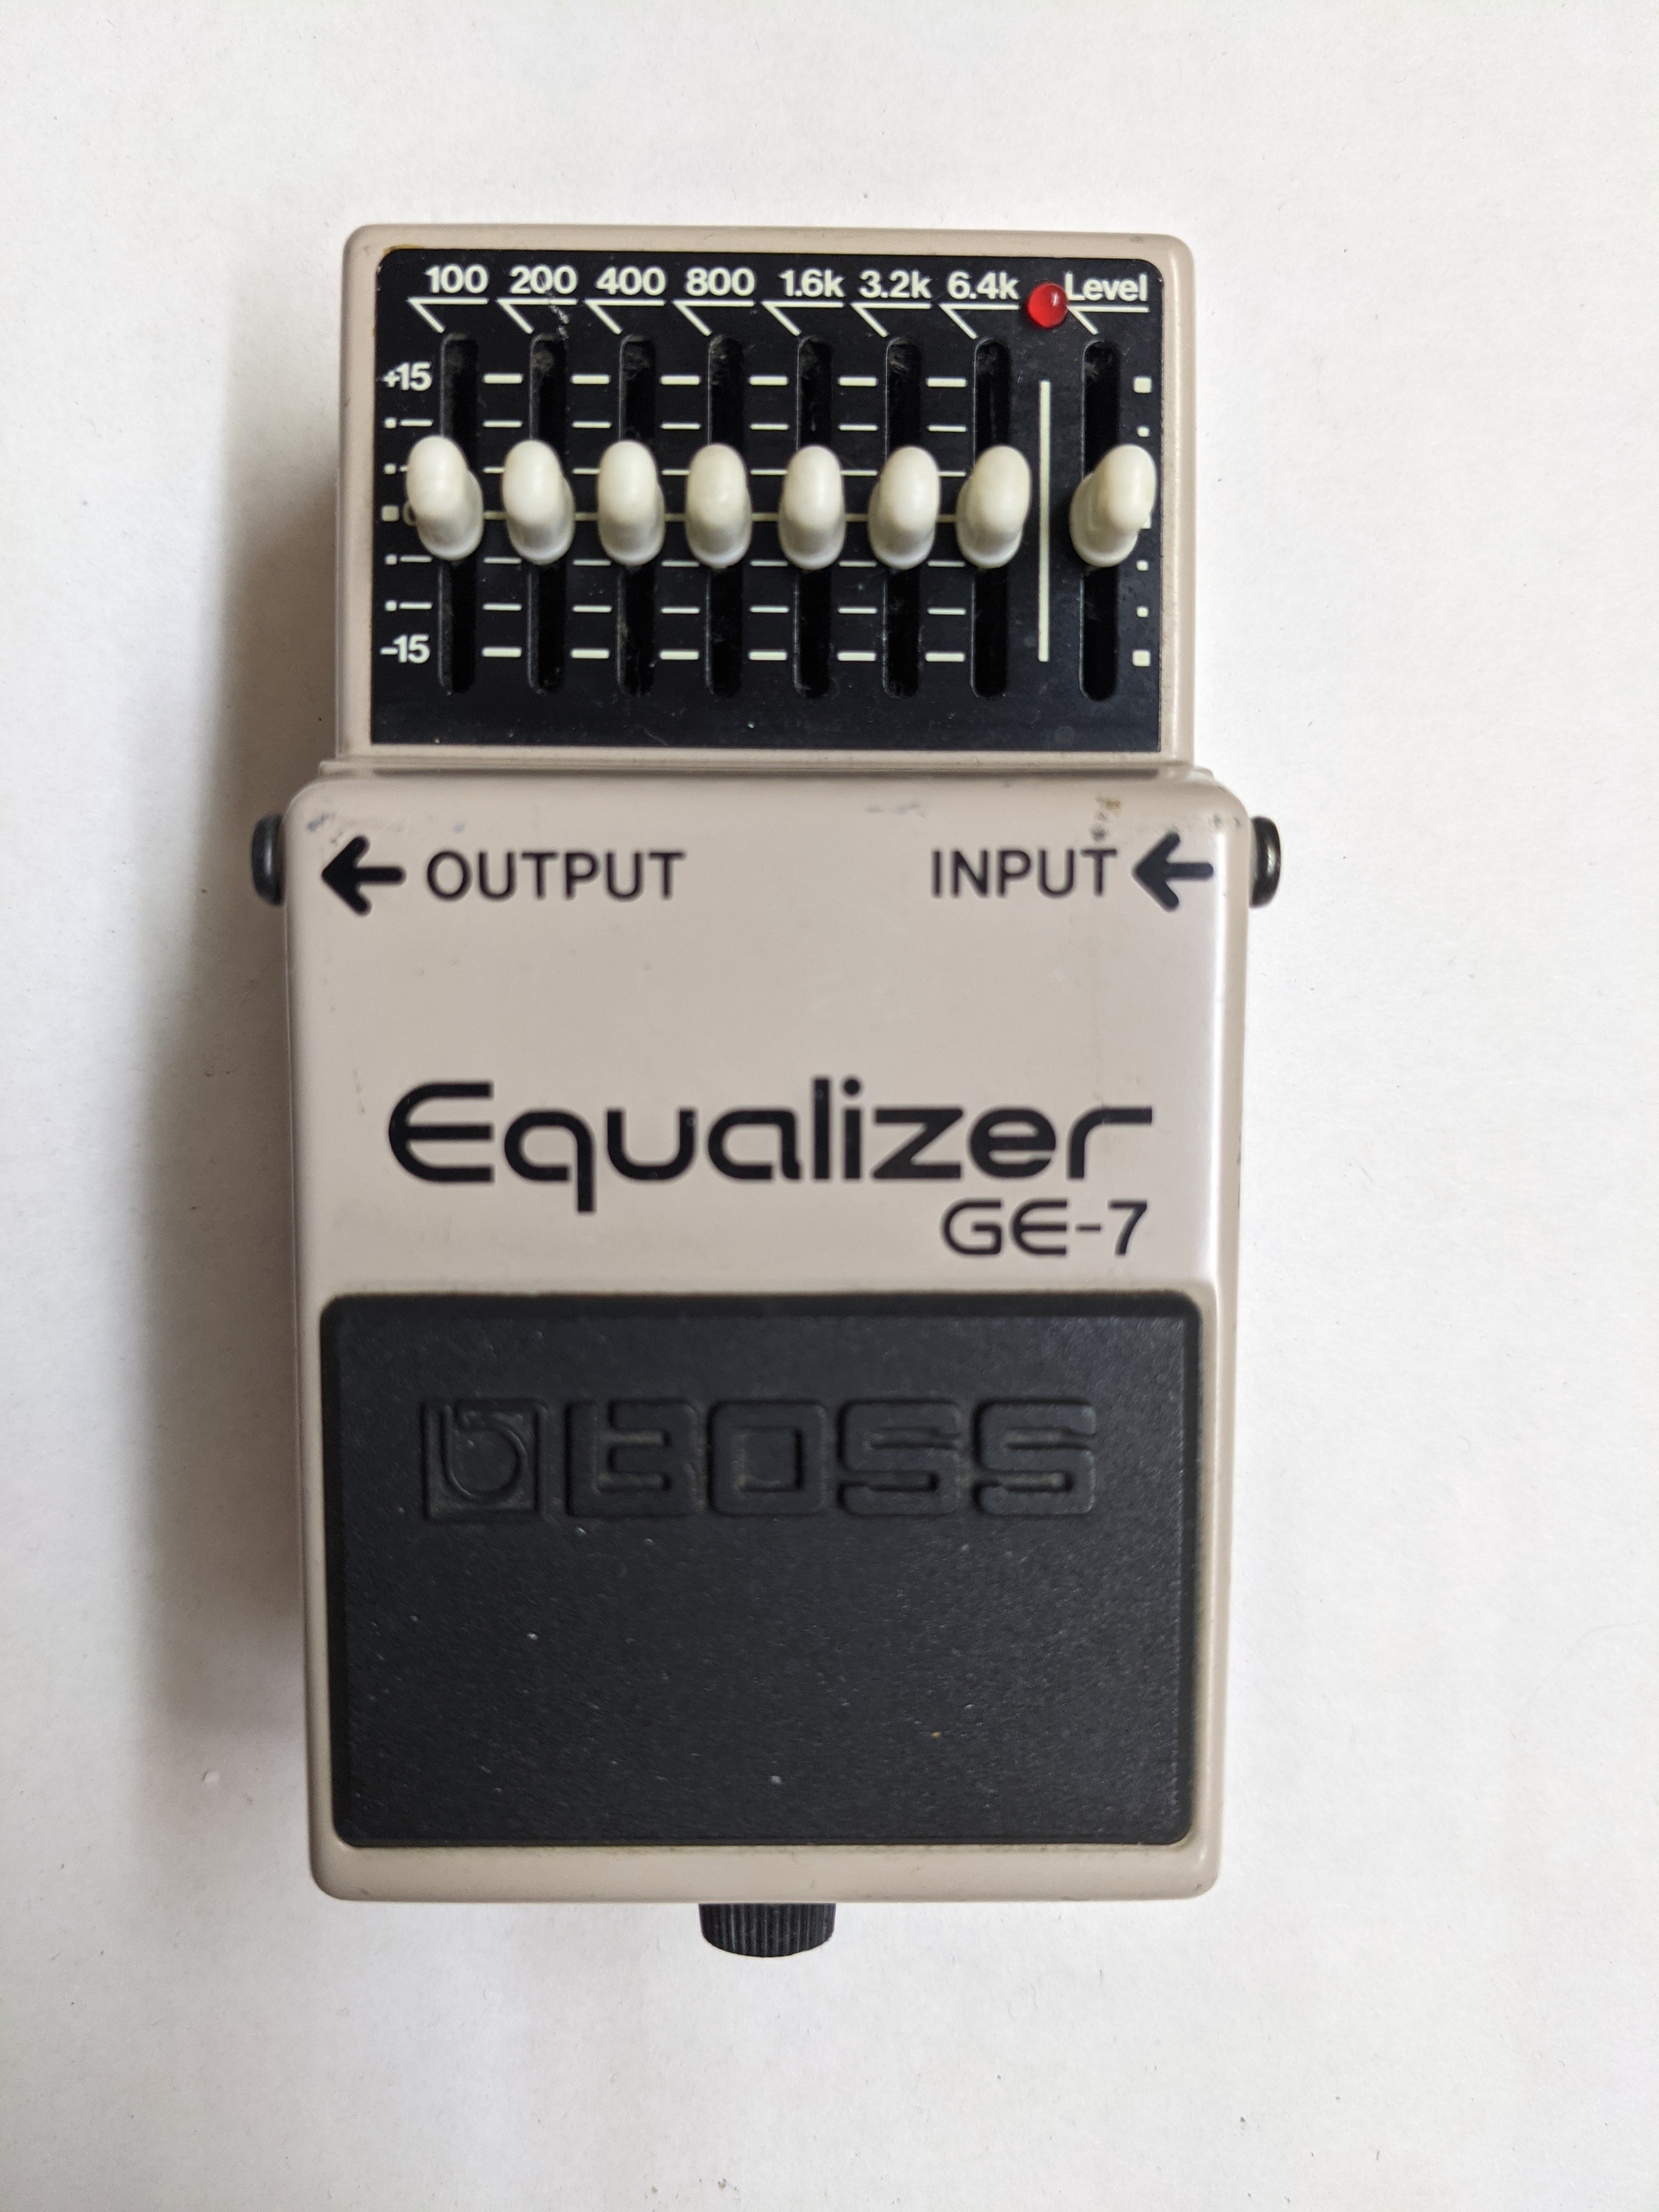 100 200 400 800 1.6k 3.2k 6.4k Level
+15
0
-15
OUTPUT INPUT
Equalizer
GE-7
BOSS